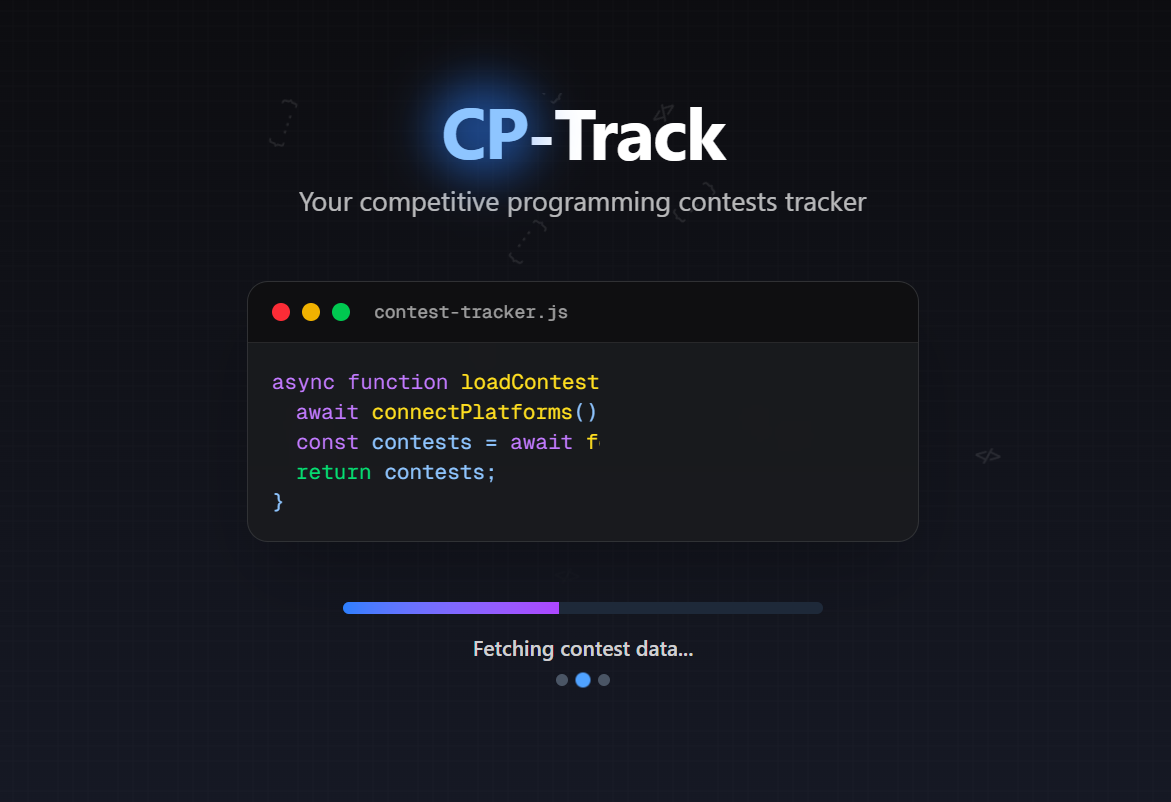 CP-Track
Your competitive programming contests tracker
contest-tracker.js
async function loadContest
await connectPlatforms()
const contests = await f
return contests;
}
Fetching contest data...